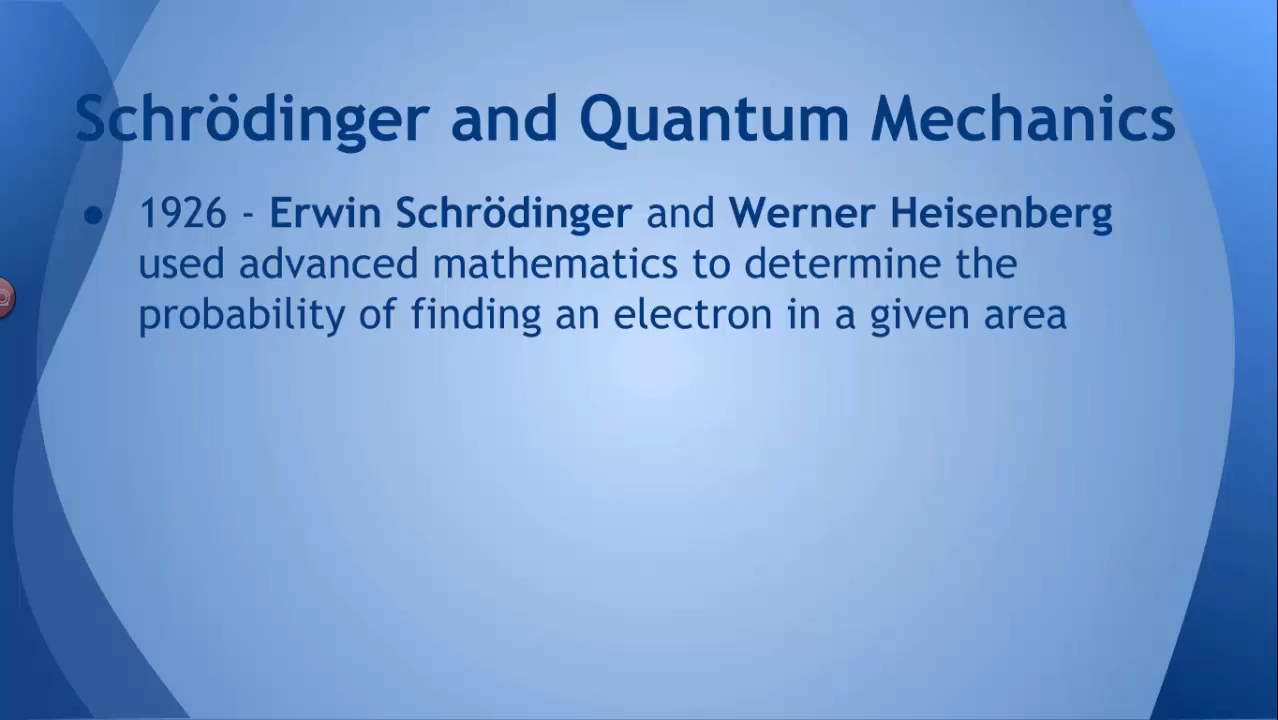 Schrödinger and Quantum Mechanics
● 1926 - Erwin Schrödinger and Werner Heisenberg
used advanced mathematics to determine the
probability of finding an electron in a given area